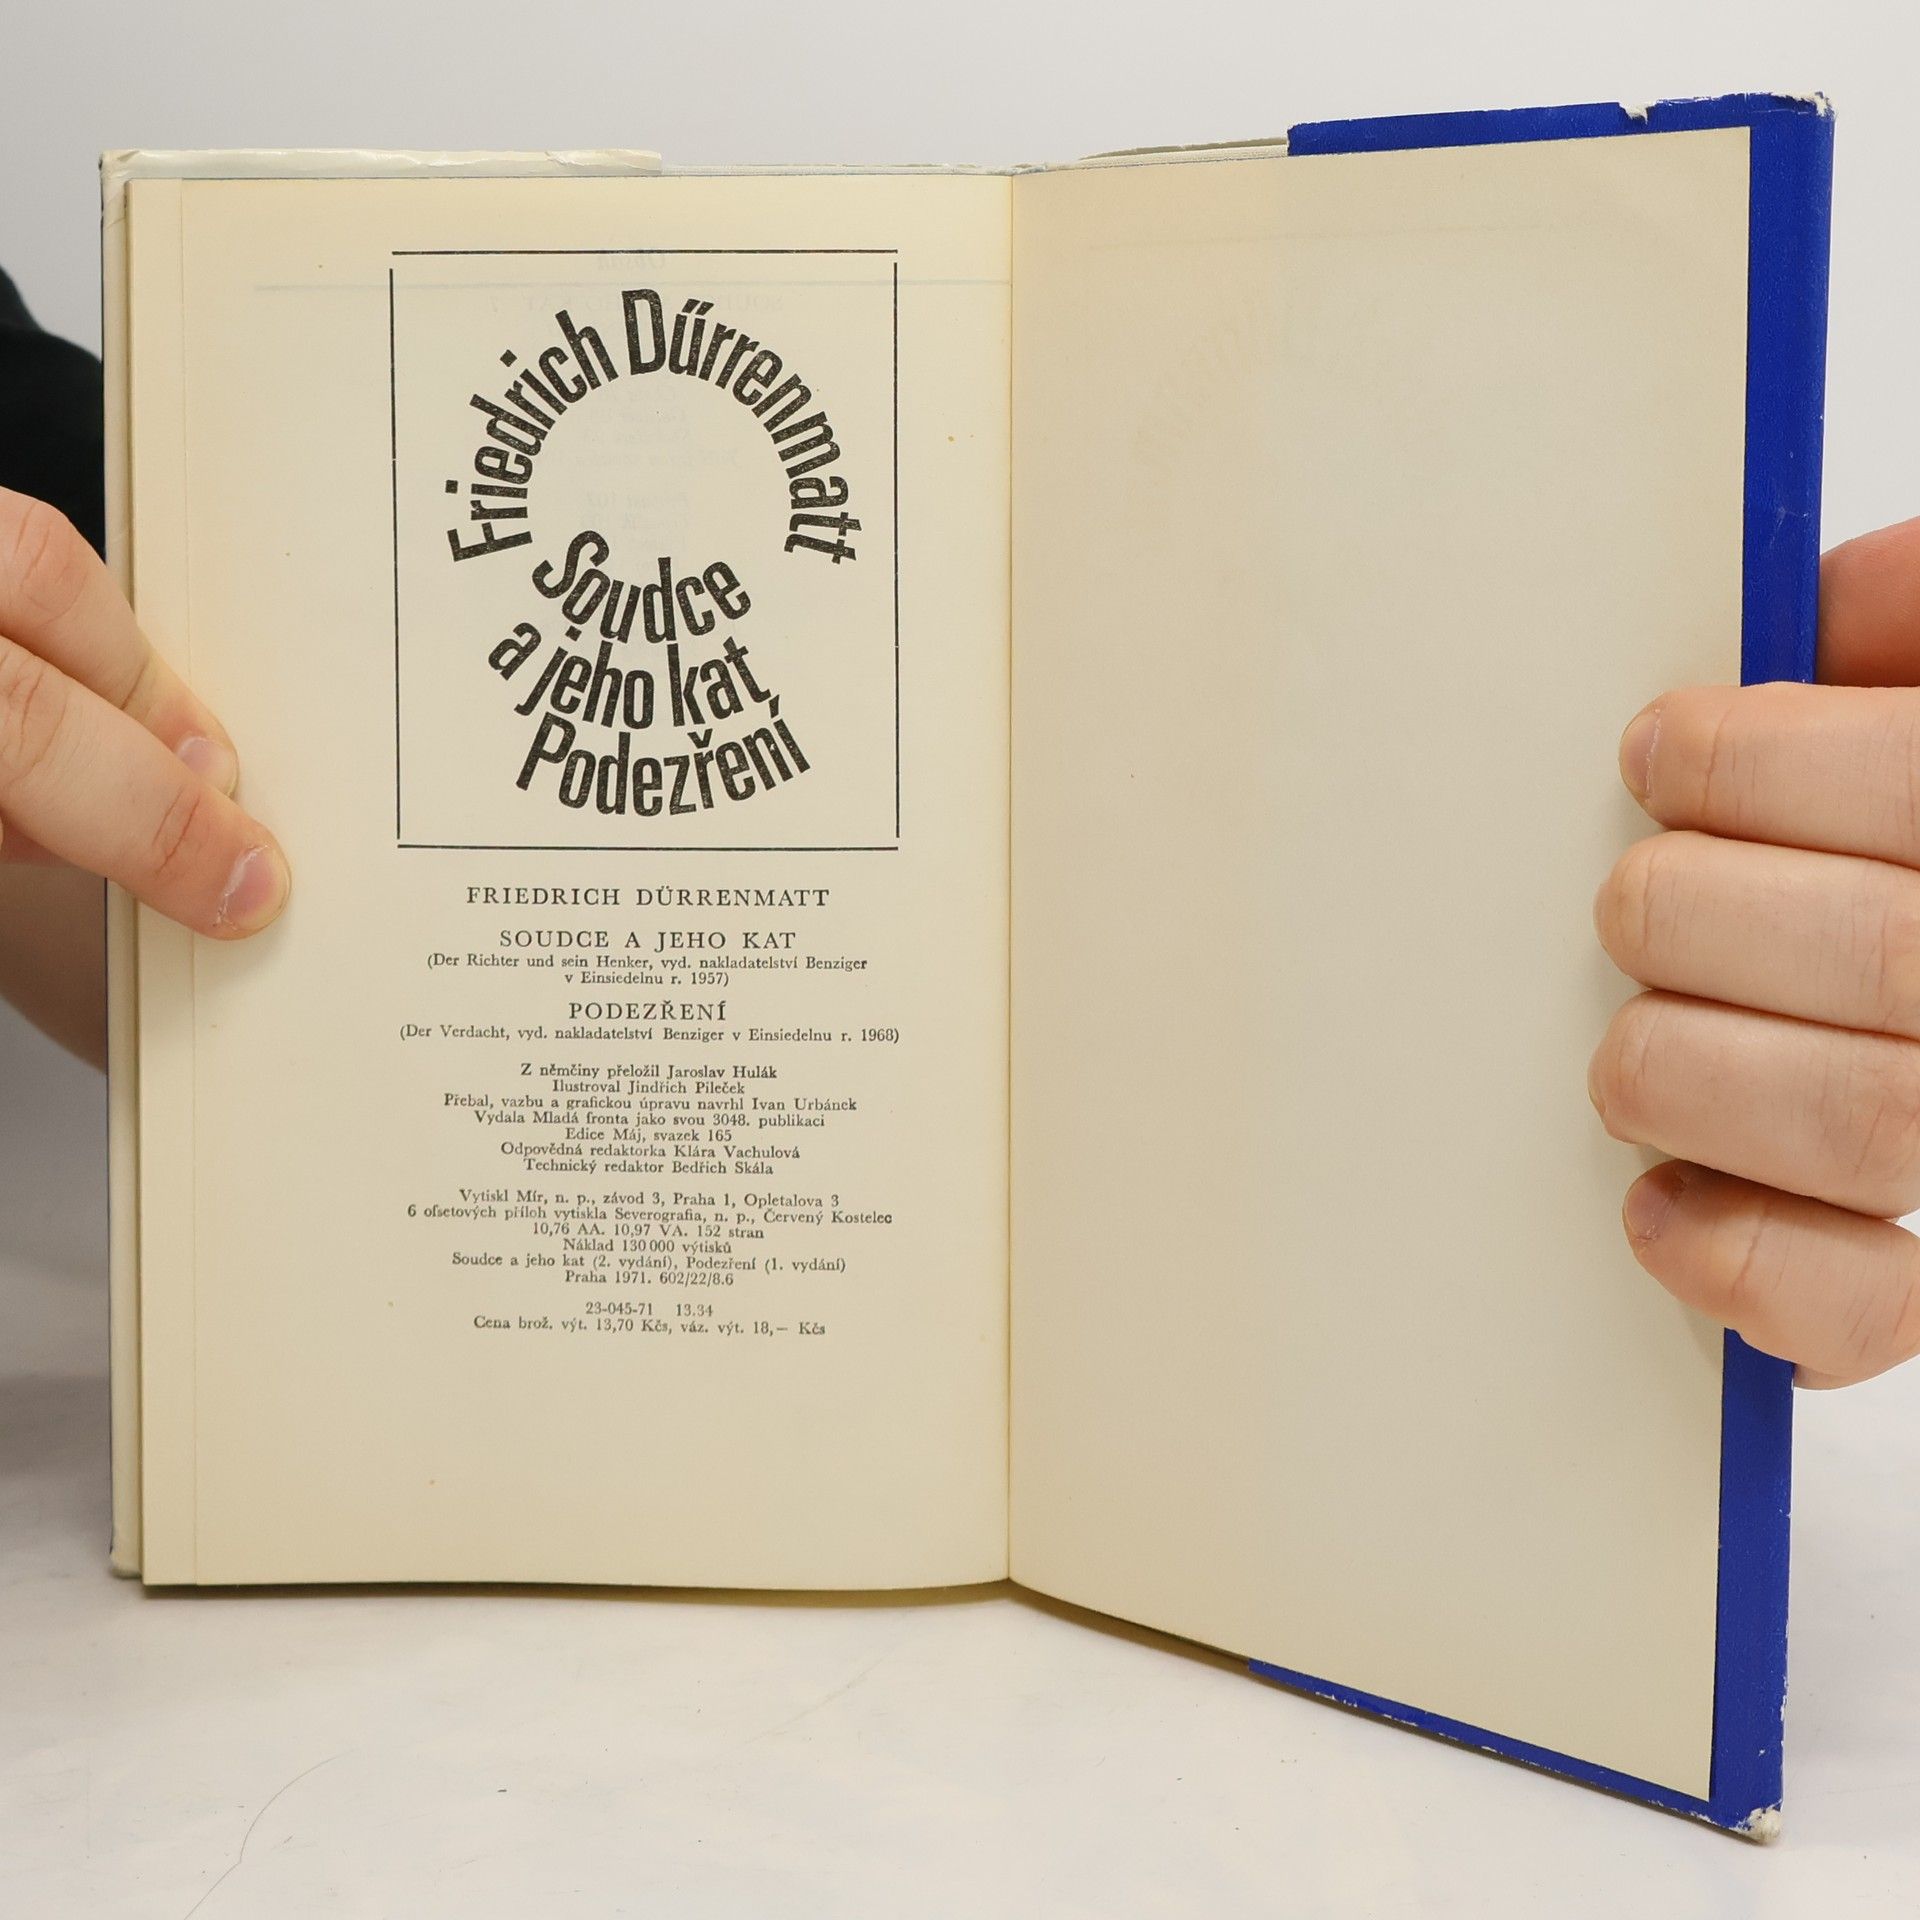 Friedrich Dűrrenmatt
Soudce
a jeho kat
Podezření
FRIEDRICH DÜRRENMATT
SOUDCE A JEHO KAT
(Der Richter und sein Henker, vyd. nakladatelství Benziger
v Einsiedelnu r. 1957)
PODEZŘENÍ
(Der Verdacht, vyd. nakladatelství Benziger v Einsiedelnu r. 1968)
Z němčiny přeložil Jaroslav Hulák
Ilustroval Jindřich Pileček
Přebal, vazbu a grafickou úpravu navrhl Ivan Urbánek
Vydala Mladá fronta jako svou 3048. publikaci
Edice Máj, svazek 165
Odpovědná redaktorka Klára Vachulová
Technický redaktor Bedřich Skála
Vytiskl Mír, n. p., závod 3, Praha 1, Opletalova 3
6 ofsetových příloh vytiskla Severografia, n. p., Červený Kostelec
10,76 AA. 10,97 VA. 152 stran
Náklad 130 000 výtisků
Soudce a jeho kat (2. vydání), Podezření (1. vydání)
Praha 1971. 602/22/8.6
23-045-71 13.34
Cena brož. výt. 13,70 Kčs, váz. výt. 18,— Kčs